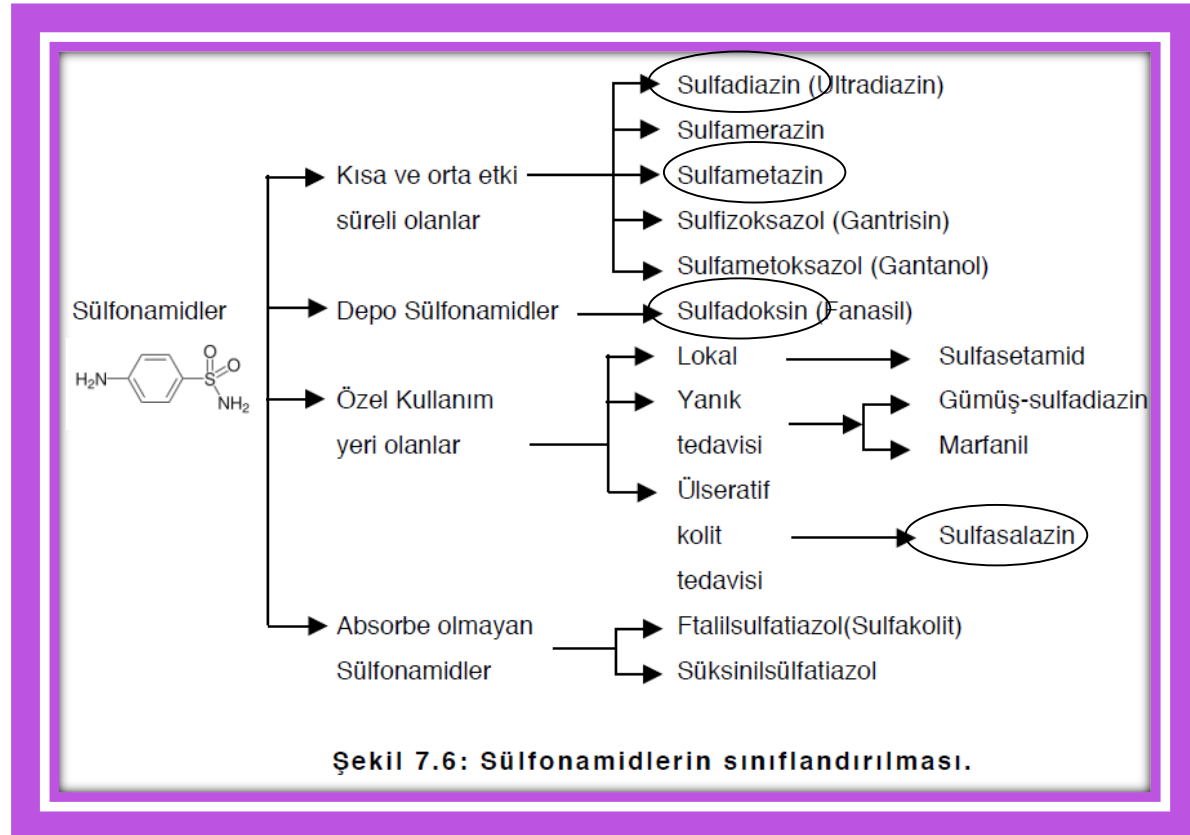 Sülfonamidler
H₂N
S
O
O
NH₂
Kısa ve orta etki
süreli olanlar
Sulfadiazin (Ultradiazin)
Sulfamerazin
Sulfametazin
Sulfizoksazol (Gantrisin)
Sulfametoksazol (Gantanol)
Depo Sülfonamidler
Sulfadoksin (Fanasil)
Özel Kullanım
yeri olanlar
Lokal
Sulfasetamid
Yanık
tedavisi
Gümüş-sulfadiazin
Marfanil
Ülseratif
kolit
tedavisi
Sulfasalazin
Absorbe olmayan
Sülfonamidler
Ftalilsulfatiazol(Sulfakolit)
Süksinilsülfatiazol
Şekil 7.6: Sülfonamidlerin sınıflandırılması.